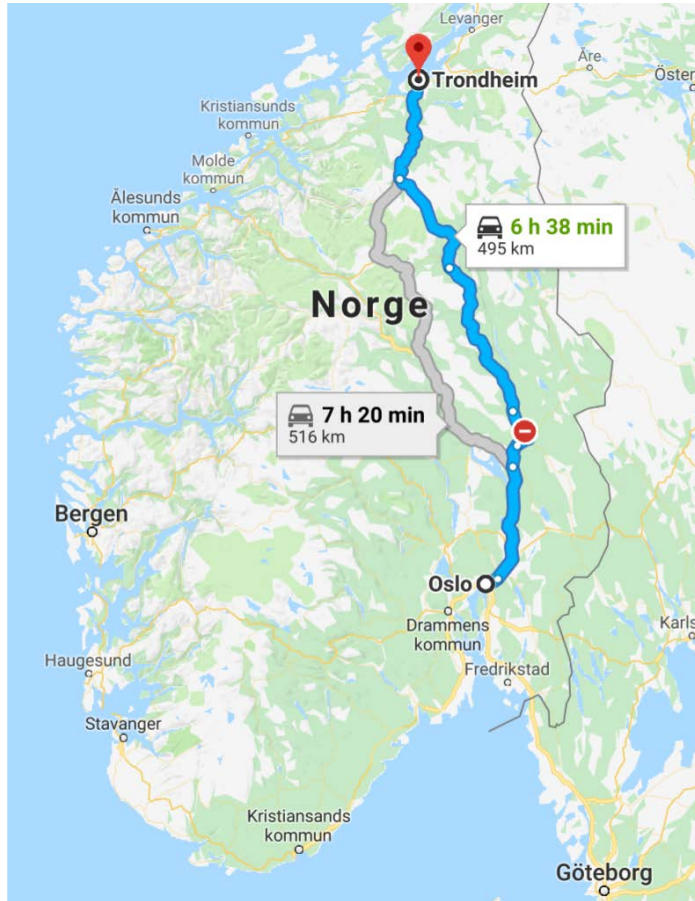 Levanger
Trondheim
Åre
Öster
Kristiansunds
kommun
Molde
kommun
Ålesunds
kommun
6 h 38 min
495 km
Norge
7 h 20 min
516 km
Bergen
Oslo
Drammens
kommun
Karls
Haugesund
Fredrikstad
Stavanger
Kristiansands
kommun
Göteborg